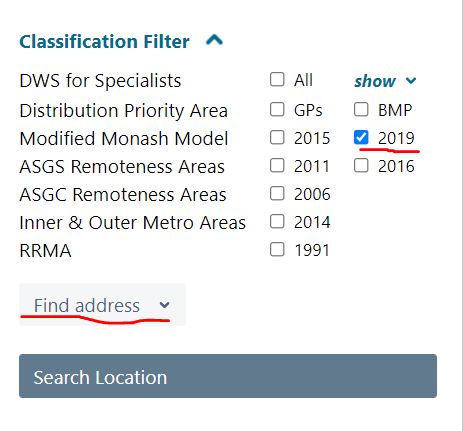 Classification Filter
DWS for Specialists All show
Distribution Priority Area GPs BMP
Modified Monash Model 2015 2019
ASGS Remoteness Areas 2011 2016
ASGC Remoteness Areas 2006
Inner & Outer Metro Areas 2014
RRMA 1991
Find address
Search Location